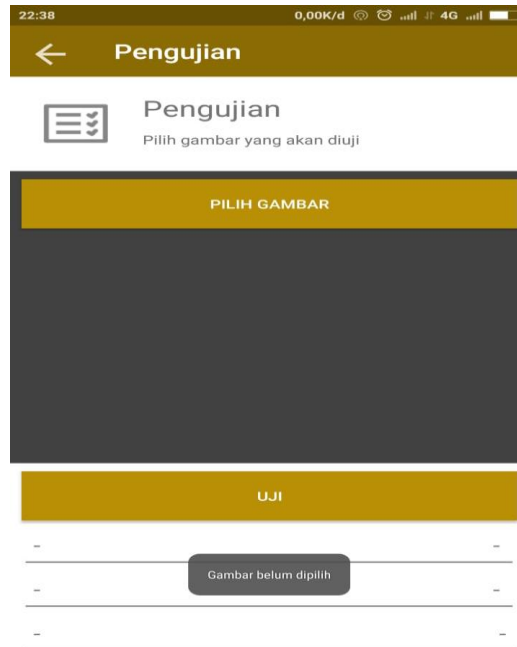 22:38 0,00K/d 4G
Pengujian
Pengujian
Pilih gambar yang akan diuji
PILIH GAMBAR
UJI
- -
Gambar belum dipilih
- -
- -